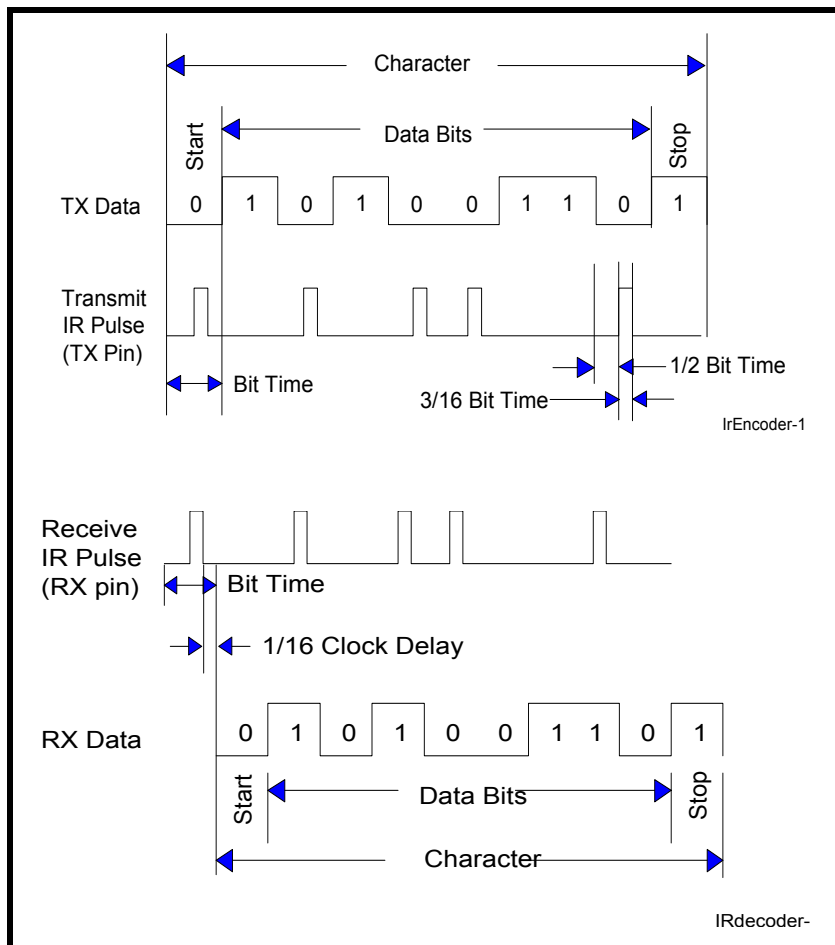 Character
Start
Data Bits
Stop
TX Data
0 1 0 1 0 0 1 1 0 1
Transmit
IR Pulse
(TX Pin)
Bit Time
1/2 Bit Time
3/16 Bit Time
IrEncoder-1
Receive
IR Pulse
(RX pin)
Bit Time
1/16 Clock Delay
RX Data
0 1 0 1 0 0 1 1 0 1
Start
Data Bits
Stop
Character
IRdecoder-